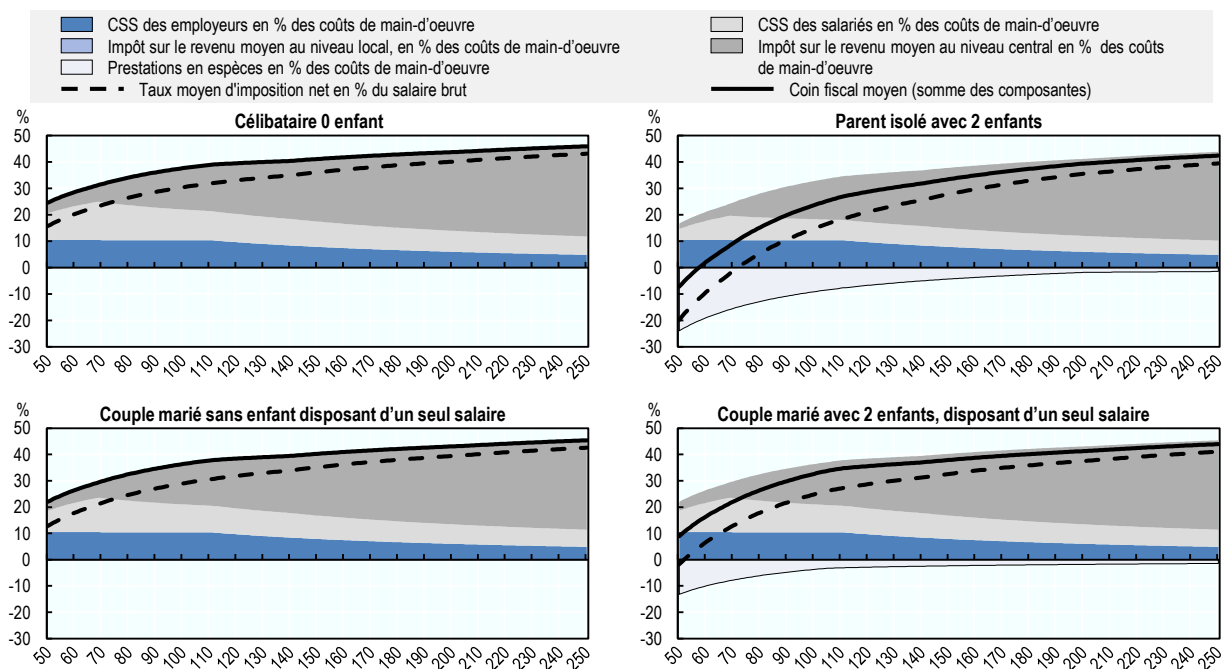 CSS des employeurs en % des coûts de main-d'oeuvre
CSS des salariés en % des coûts de main-d'oeuvre
Impôt sur le revenu moyen au niveau local, en % des coûts de main-d'oeuvre
Impôt sur le revenu moyen au niveau central en % des coûts
de main-d'oeuvre
Prestations en espèces en % des coûts de main-d'oeuvre
Taux moyen d'imposition net en % du salaire brut
Coin fiscal moyen (somme des composantes)
%
Célibataire 0 enfant
50
40
30
20
10
0
-10
-20
-30
50 60 70 80 90 100 110 120 130 140 150 160 170 180 190 200 210 220 230 240 250
%
Parent isolé avec 2 enfants
50
40
30
20
10
0
-10
-20
-30
50 60 70 80 90 100 110 120 130 140 150 160 170 180 190 200 210 220 230 240 250
%
Couple marié sans enfant disposant d'un seul salaire
50
40
30
20
10
0
-10
-20
-30
50 60 70 80 90 100 110 120 130 140 150 160 170 180 190 200 210 220 230 240 250
%
Couple marié avec 2 enfants, disposant d'un seul salaire
50
40
30
20
10
0
-10
-20
-30
50 60 70 80 90 100 110 120 130 140 150 160 170 180 190 200 210 220 230 240 250